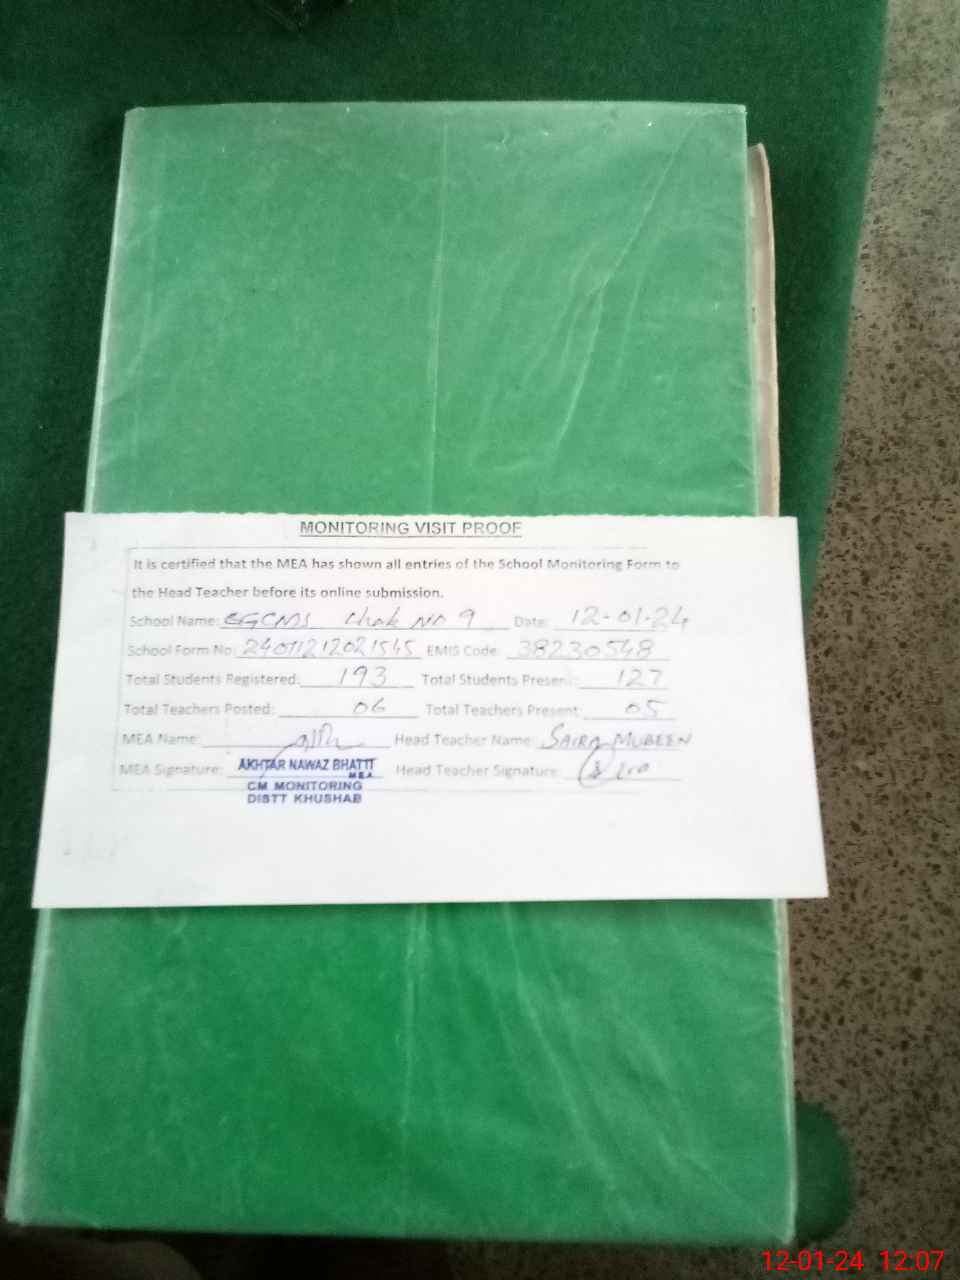 MONITORING VISIT PROOF
It is certified that the MEA has shown all entries of the School Monitoring Form to
the Head Teacher before its online submission.
School Name: GGCMS Chak NO 9 Date: 12-01-24
School Form No: EMIS Code: 38230548
Total Students Registered: 193 Total Students Present: 127
Total Teachers Posted: 06 Total Teachers Present: 05
MEA Name: Head Teacher Name: SAIRA MUBEEN
MEA Signature: AKHTAR NAWAZ BHATTI Head Teacher Signature:
MEA
CM MONITORING
DISTT KHUSHAB
12-01-24 12:07